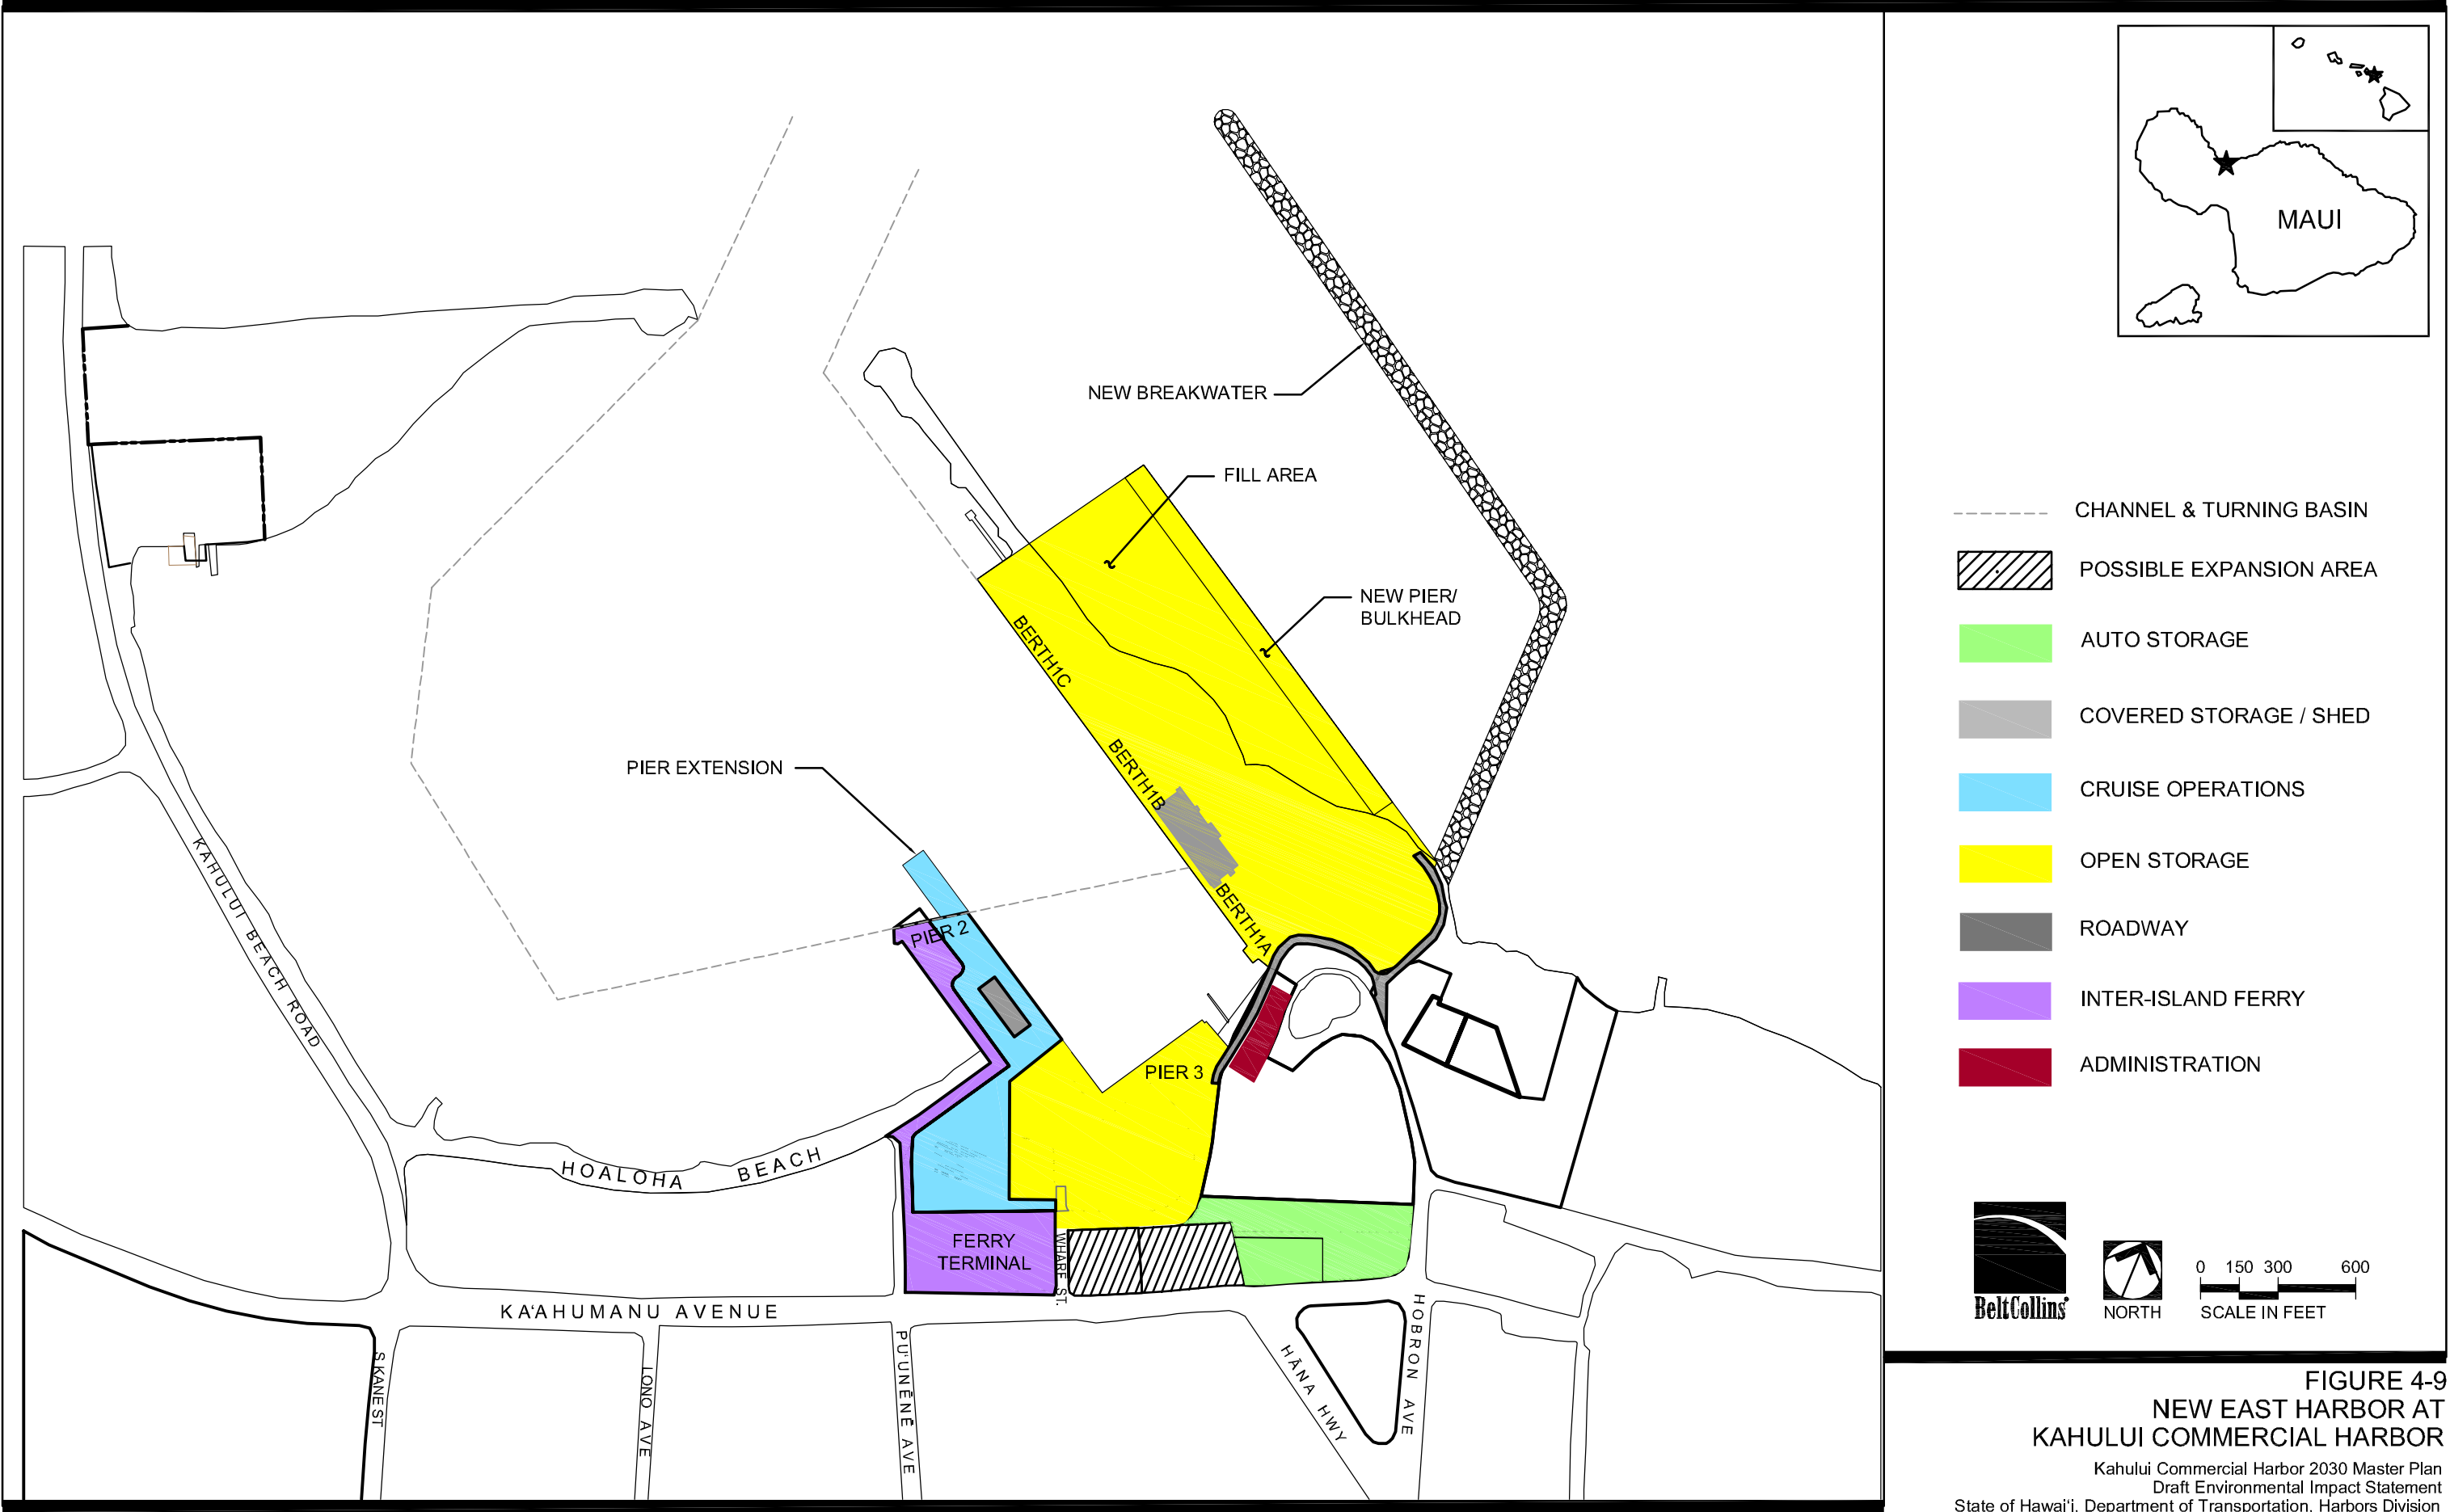 MAUI
NEW BREAKWATER
FILL AREA
NEW PIER/
BULKHEAD
BERTH1C
BERTH1B
BERTH1A
PIER EXTENSION
PIER 2
PIER 3
KAHULUI BEACH ROAD
HOALOHA BEACH
FERRY
TERMINAL
WHARF ST.
KA'AHUMANU AVENUE
S KANE ST
LONO AVE
PU'UNĒNĒ AVE
HĀNA HWY
HOBRON AVE
CHANNEL & TURNING BASIN
POSSIBLE EXPANSION AREA
AUTO STORAGE
COVERED STORAGE / SHED
CRUISE OPERATIONS
OPEN STORAGE
ROADWAY
INTER-ISLAND FERRY
ADMINISTRATION
BeltCollins
NORTH
0 150 300 600
SCALE IN FEET
FIGURE 4-9
NEW EAST HARBOR AT
KAHULUI COMMERCIAL HARBOR
Kahului Commercial Harbor 2030 Master Plan
Draft Environmental Impact Statement
State of Hawai'i, Department of Transportation, Harbors Division